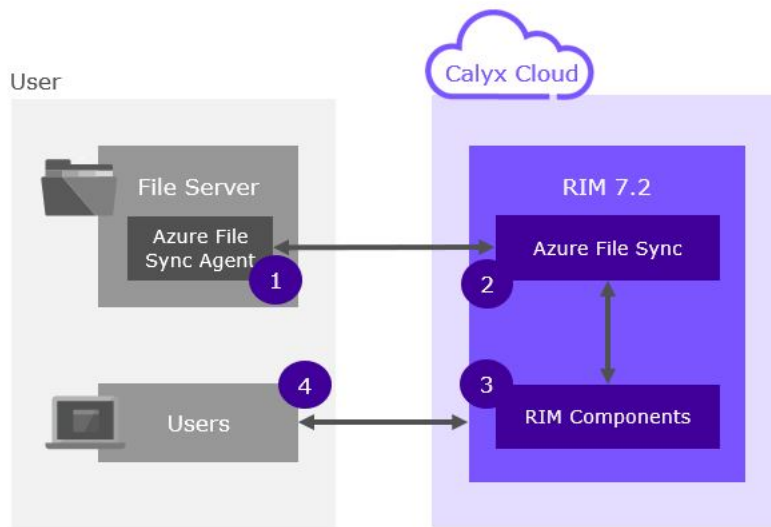 Calyx Cloud
User
File Server
RIM 7.2
Azure File
Sync Agent
Azure File Sync
1
2
4
3
Users
RIM Components